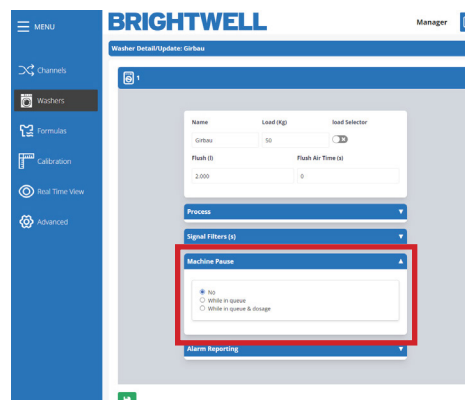 MENU
BRIGHTWELL
Manager
Washer Detail/Update: Girbau
Channels
1
Washers
Name Load (Kg) load Selector
Girbau 50
Formulas
Flush (l) Flush Air Time (s)
Calibration
2.000 0
Real Time View
Process
Advanced
Signal Filters (s)
Machine Pause
No
While in queue
While in queue & dosage
Alarm Reporting